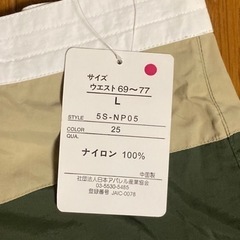 サイズ
ウエスト69〜77
L
STYLE 5S-NP05
COLOR 25
QUA.
ナイロン 100%
中国製
社団法人日本アパレル産業協会
03-5530-5485
登録番号 JAIC-0078